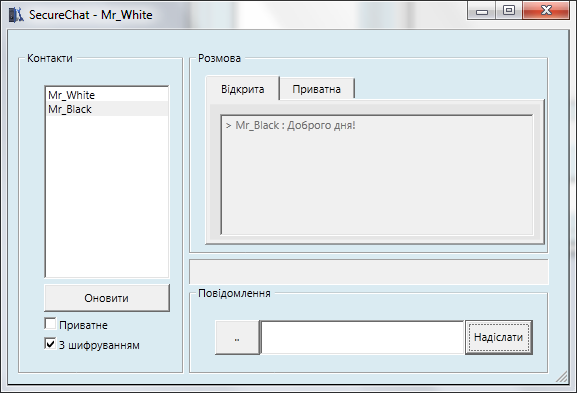 SecureChat - Mr_White
Контакти
Mr_White
Mr_Black
Оновити
Приватне
З шифруванням
Розмова
Відкрита
Приватна
> Mr_Black : Доброго дня!
Повідомлення
..
Надіслати